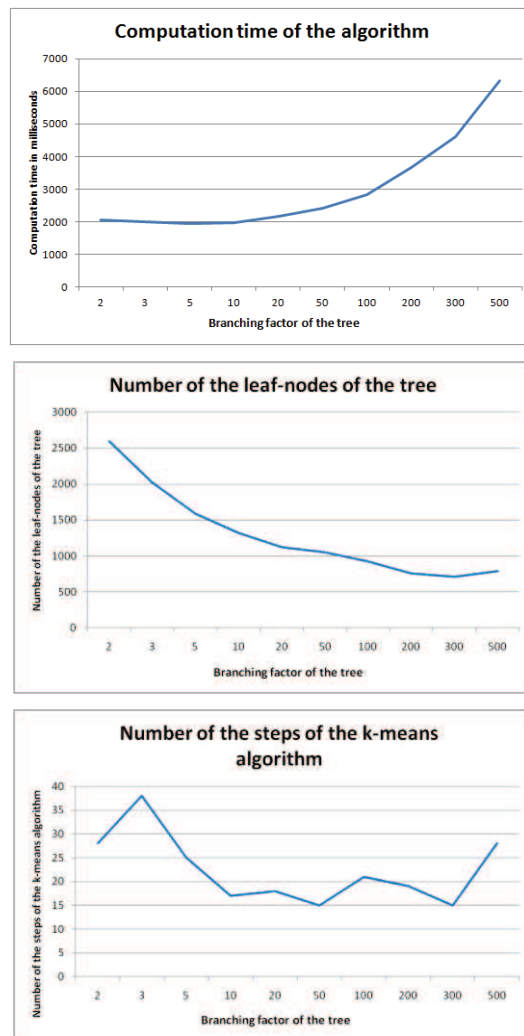 Computation time of the algorithm
Computation time in milliseconds
7000
6000
5000
4000
3000
2000
1000
0
2 3 5 10 20 50 100 200 300 500
Branching factor of the tree
Number of the leaf-nodes of the tree
Number of the leaf-nodes of the tree
3000
2500
2000
1500
1000
500
0
2 3 5 10 20 50 100 200 300 500
Branching factor of the tree
Number of the steps of the k-means
algorithm
Number of the steps of the k-means algorithm
40
35
30
25
20
15
10
5
0
2 3 5 10 20 50 100 200 300 500
Branching factor of the tree